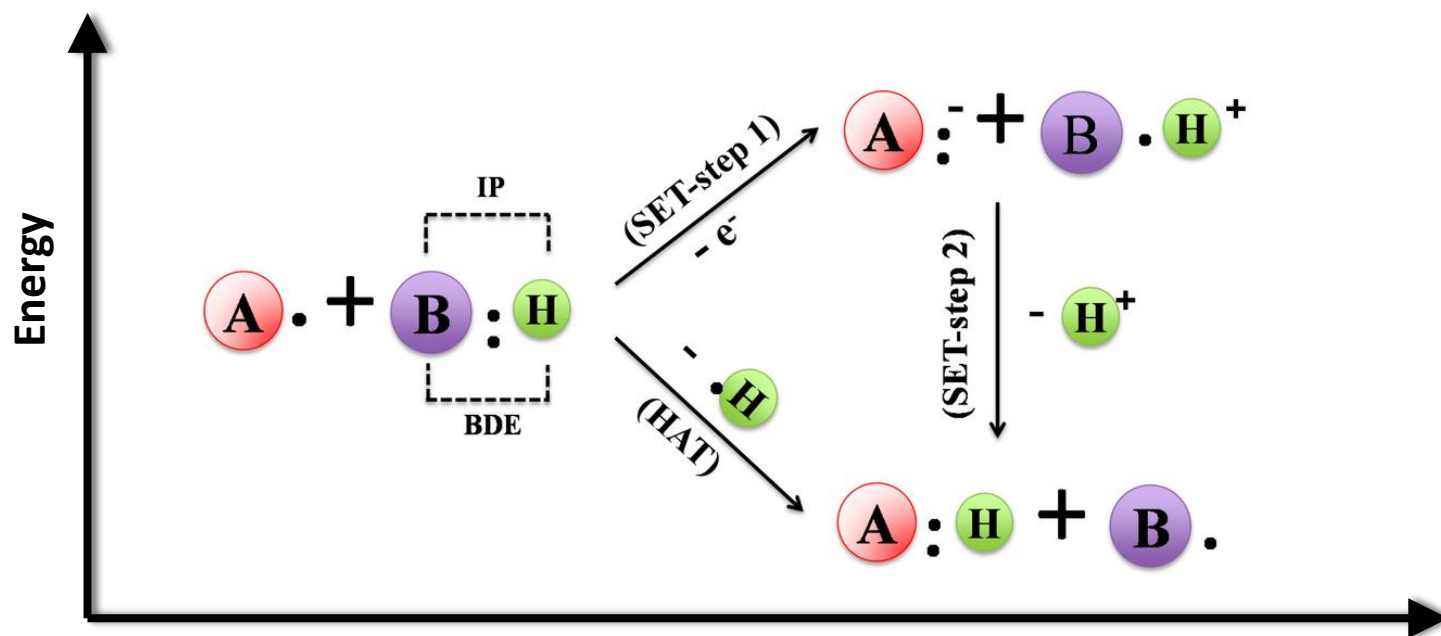 Energy
A . + B : H
IP
BDE
(SET-step 1)
- e-
A : - + B . H +
(SET-step 2)
- H +
- . H
(HAT)
A : H + B .